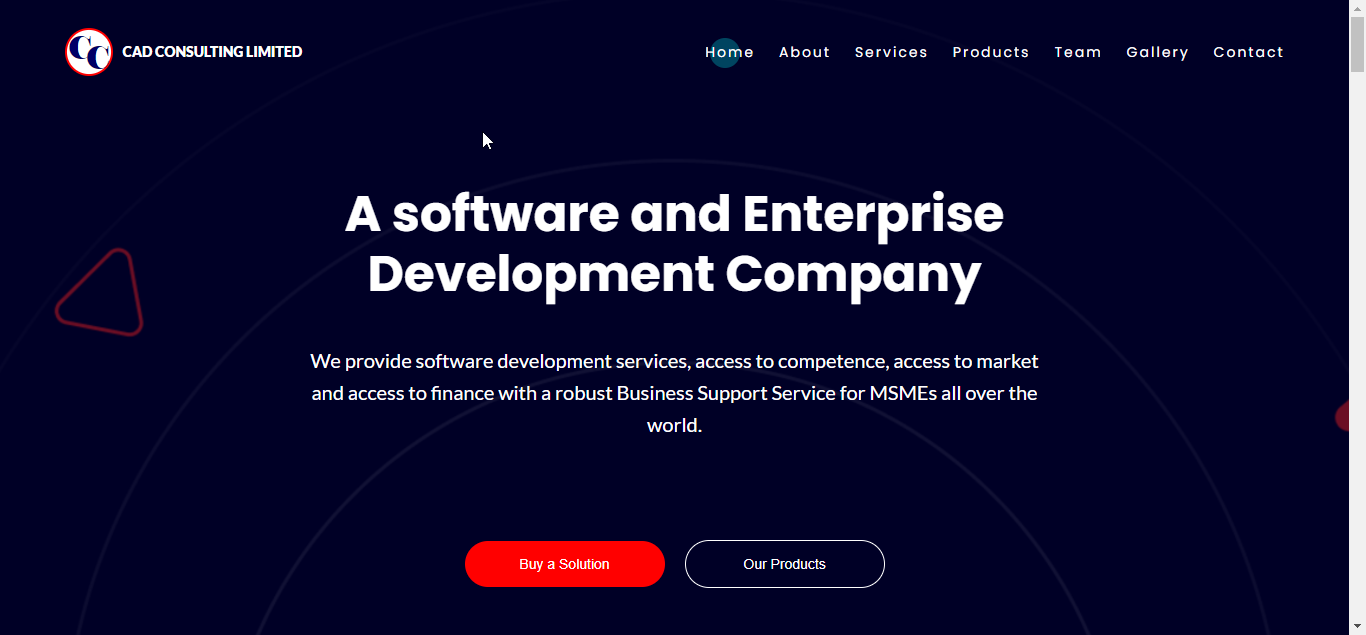 CC CAD CONSULTING LIMITED
Home About Services Products Team Gallery Contact
A software and Enterprise
Development Company
We provide software development services, access to competence, access to market
and access to finance with a robust Business Support Service for MSMEs all over the
world.
Buy a Solution
Our Products